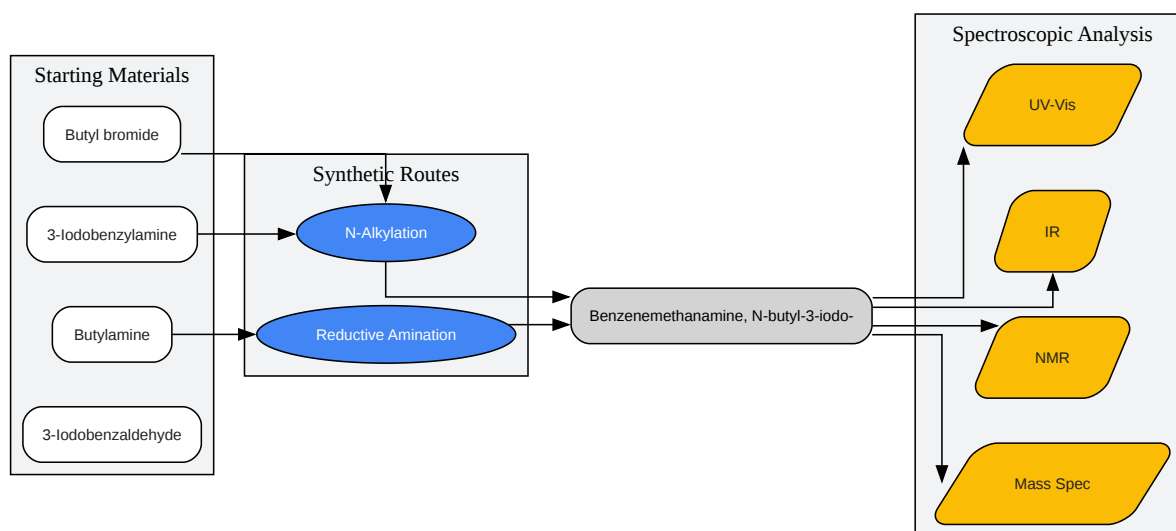 Starting Materials
Butyl bromide
3-Iodobenzylamine
Butylamine
3-Iodobenzaldehyde
Synthetic Routes
N-Alkylation
Reductive Amination
Benzenemethanamine, N-butyl-3-iodo-
Spectroscopic Analysis
UV-Vis
IR
NMR
Mass Spec